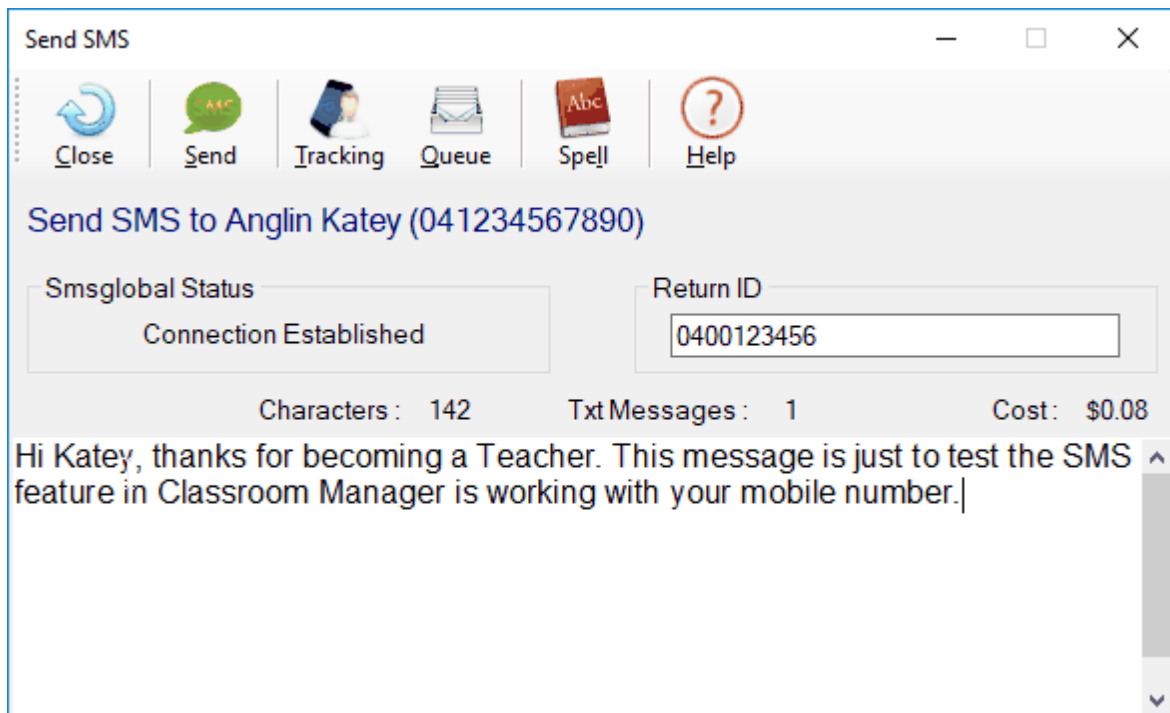 Send SMS
SMS
Abc
Close Send Tracking Queue Spell Help
Send SMS to Anglin Katey (041234567890)
Smsglobal Status Return ID
Connection Established 0400123456
Characters : 142 Txt Messages : 1 Cost : $0.08
Hi Katey, thanks for becoming a Teacher. This message is just to test the SMS
feature in Classroom Manager is working with your mobile number.